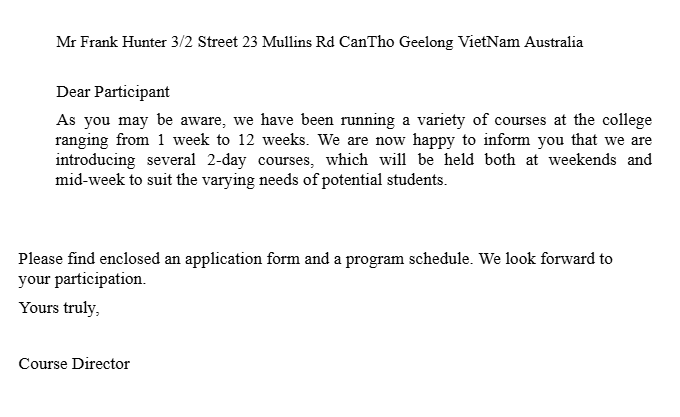 Mr Frank Hunter 3/2 Street 23 Mullins Rd CanTho Geelong VietNam Australia
Dear Participant
As you may be aware, we have been running a variety of courses at the college
ranging from 1 week to 12 weeks. We are now happy to inform you that we are
introducing several 2-day courses, which will be held both at weekends and
mid-week to suit the varying needs of potential students.
Please find enclosed an application form and a program schedule. We look forward to
your participation.
Yours truly,
Course Director